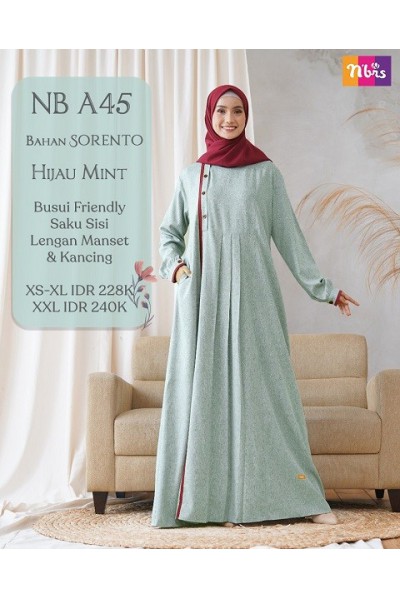 Nbrs
NB A45
BAHAN SORENTO
HIJAU MINT
Busui Friendly
Saku Sisi
Lengan Manset
& Kancing
XS-XL IDR 228K
XXL IDR 240K